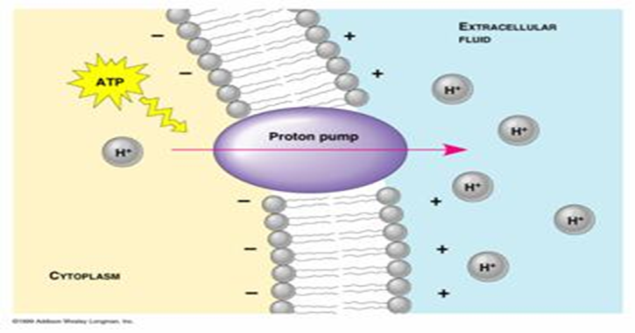 EXTRACELLULAR
FLUID
− +
− +
ATP
H+
H+
H+
Proton pump
H+
− +
H+
− +
H+
CYTOPLASM
− +
©1999 Addison Wesley Longman, Inc.